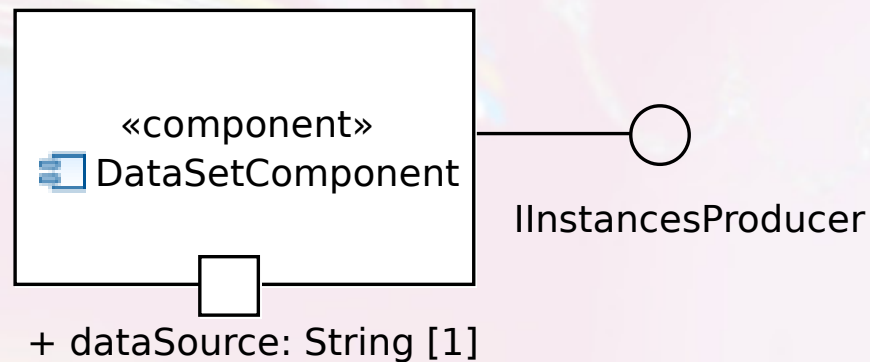 «component»
DataSetComponent
IInstancesProducer
+ dataSource: String [1]